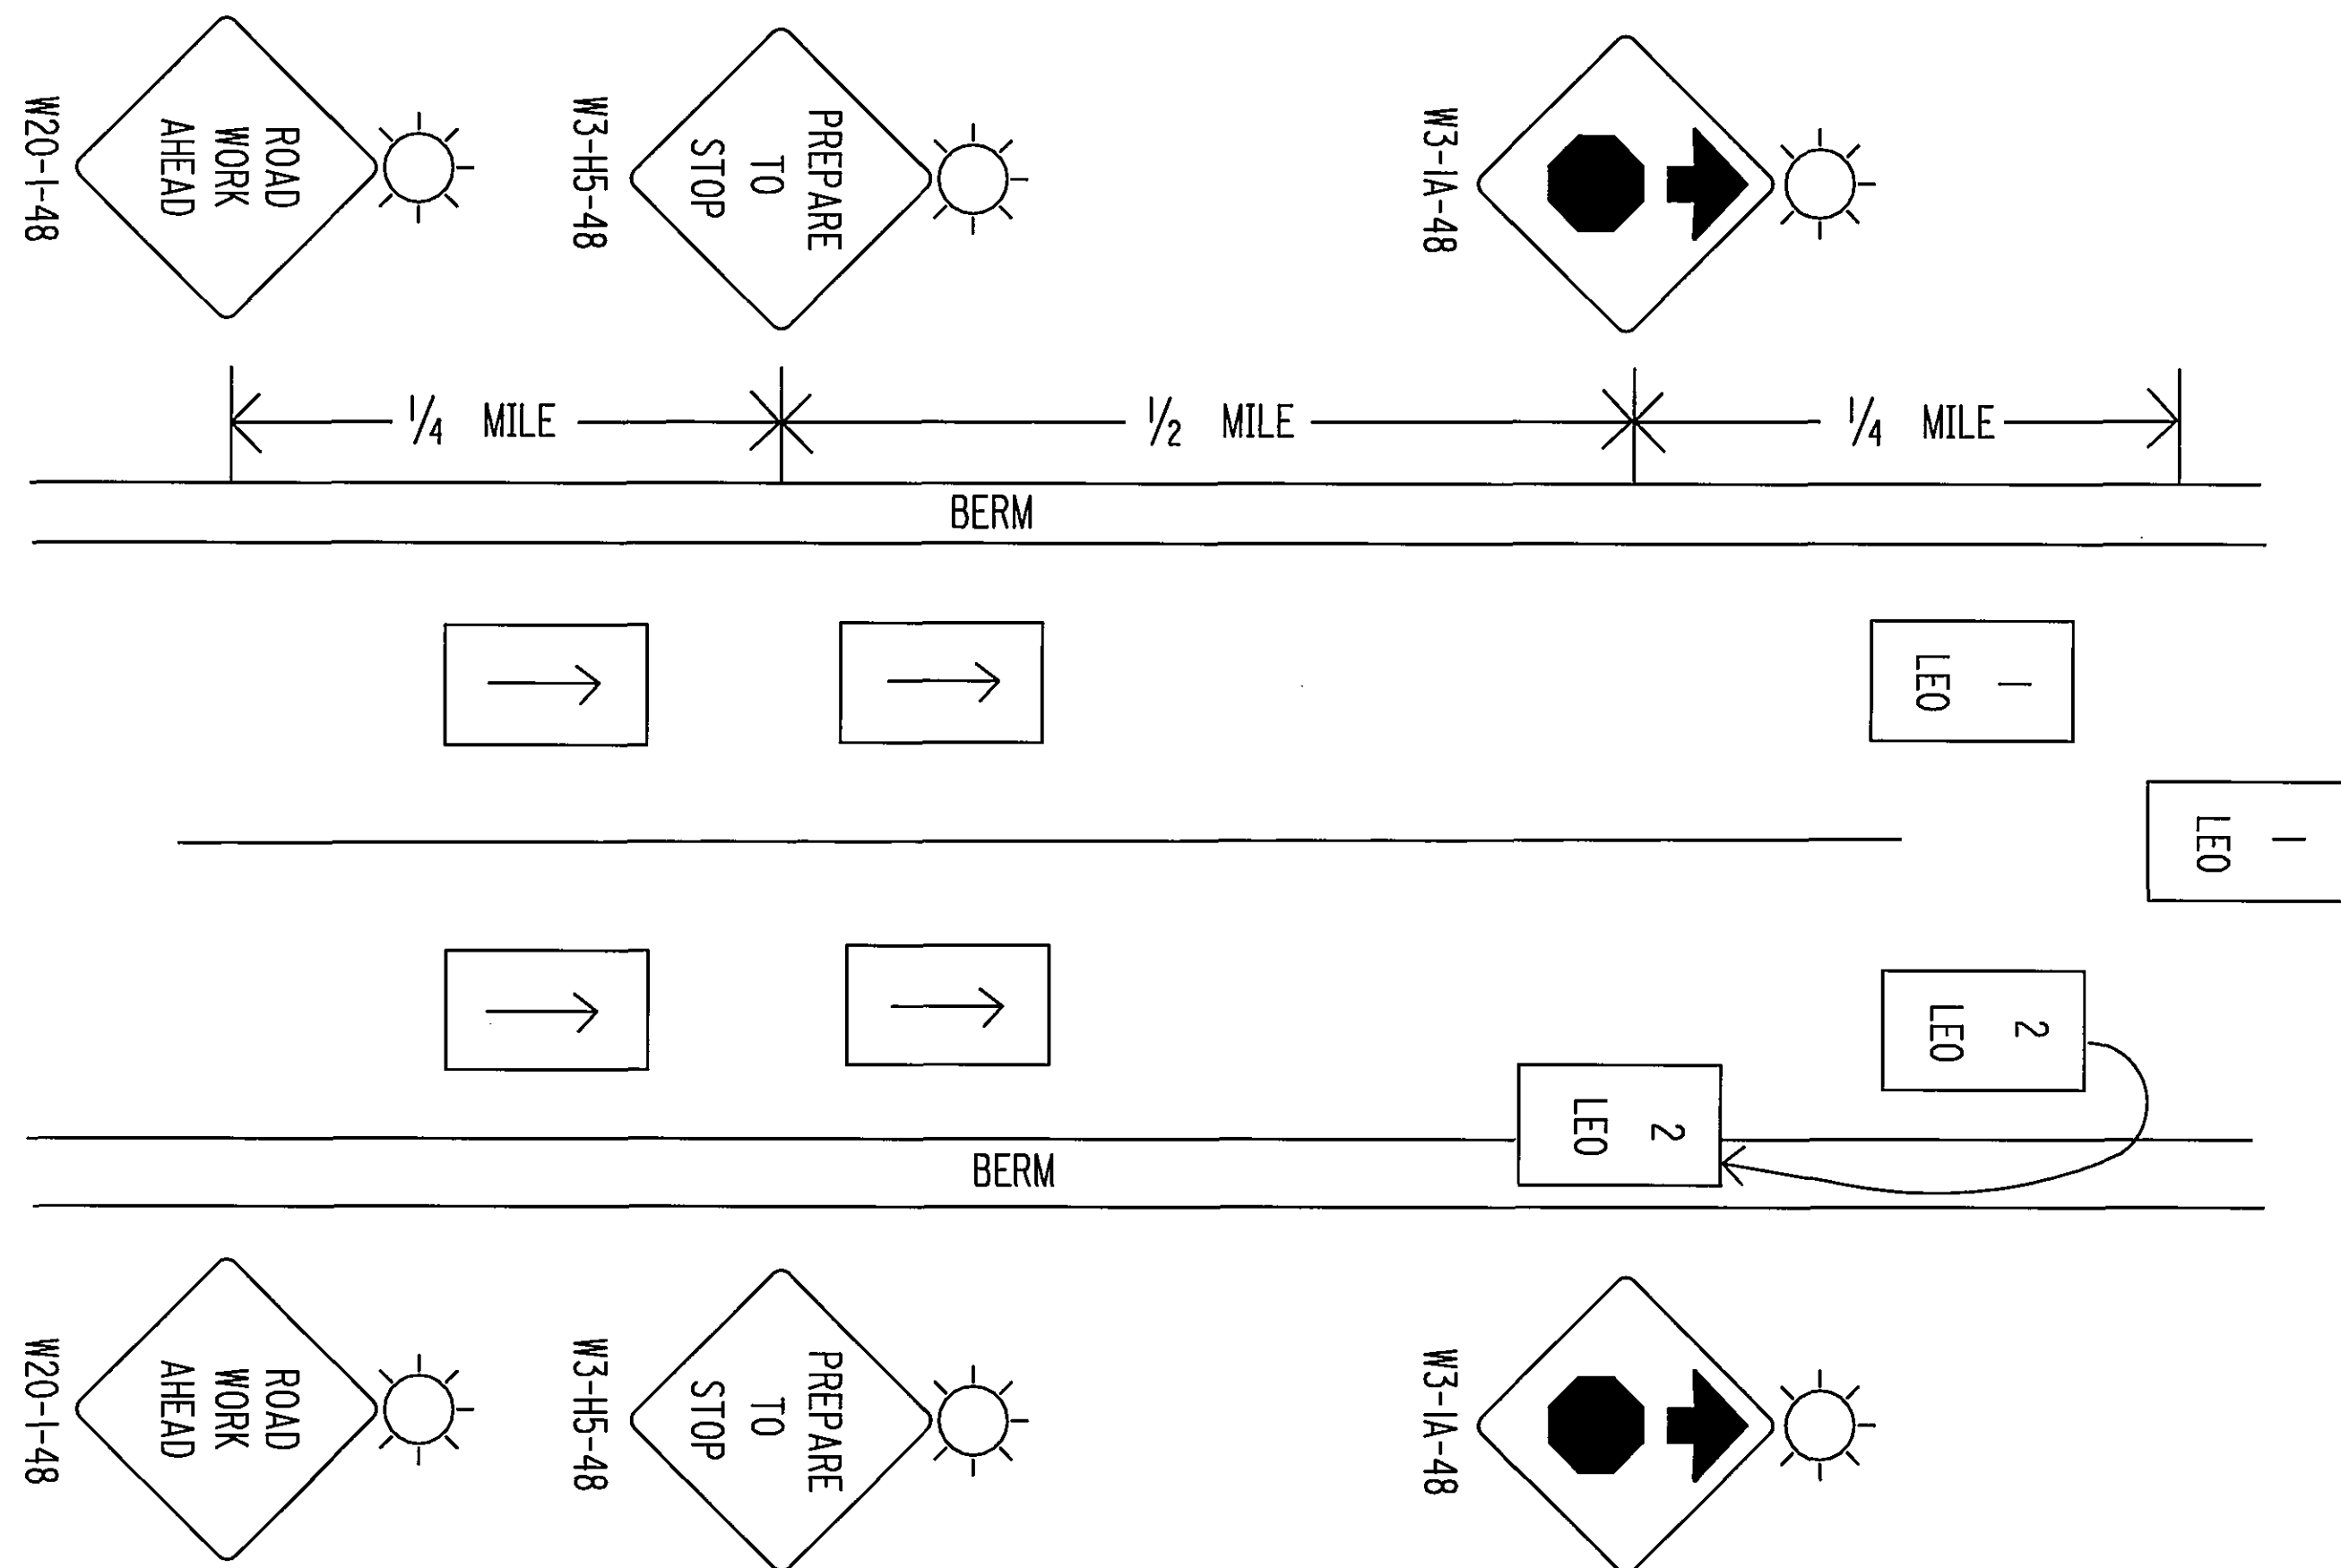 W20-1-48
ROAD
WORK
AHEAD
W3-H5-48
PREPARE
TO
STOP
W3-1A-48
1/4 MILE
1/2 MILE
1/4 MILE
BERM
1
LEO
1
LEO
2
LEO
2
LEO
BERM
W20-1-48
ROAD
WORK
AHEAD
W3-H5-48
PREPARE
TO
STOP
W3-1A-48